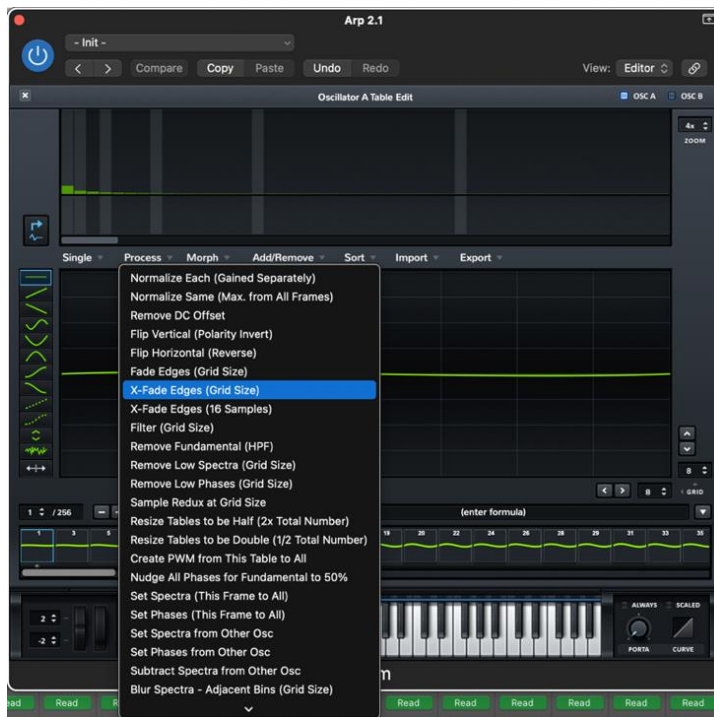 Arp 2.1
- Init -
Compare Copy Paste Undo Redo View: Editor
Oscillator A Table Edit OSC A OSC B
4x
ZOOM
Single Process Morph Add/Remove Sort Import Export
Normalize Each (Gained Separately)
Normalize Same (Max. from All Frames)
Remove DC Offset
Flip Vertical (Polarity Invert)
Flip Horizontal (Reverse)
Fade Edges (Grid Size)
X-Fade Edges (Grid Size)
X-Fade Edges (16 Samples)
Filter (Grid Size)
Remove Fundamental (HPF)
Remove Low Spectra (Grid Size)
Remove Low Phases (Grid Size)
Sample Redux at Grid Size
Resize Tables to be Half (2x Total Number)
Resize Tables to be Double (1/2 Total Number)
Create PWM from This Table to All
Nudge All Phases for Fundamental to 50%
Set Spectra (This Frame to All)
Set Phases (This Frame to All)
Set Spectra from Other Osc
Set Phases from Other Osc
Subtract Spectra from Other Osc
Blur Spectra - Adjacent Bins (Grid Size)
8
8 GRID
1 / 256 (enter formula)
1 3 5 19 20 22 24 25 27 28 29 31 33 35
2
-2
ALWAYS SCALED
PORTA CURVE
m
ead Read R Read Read Read Read Read Read